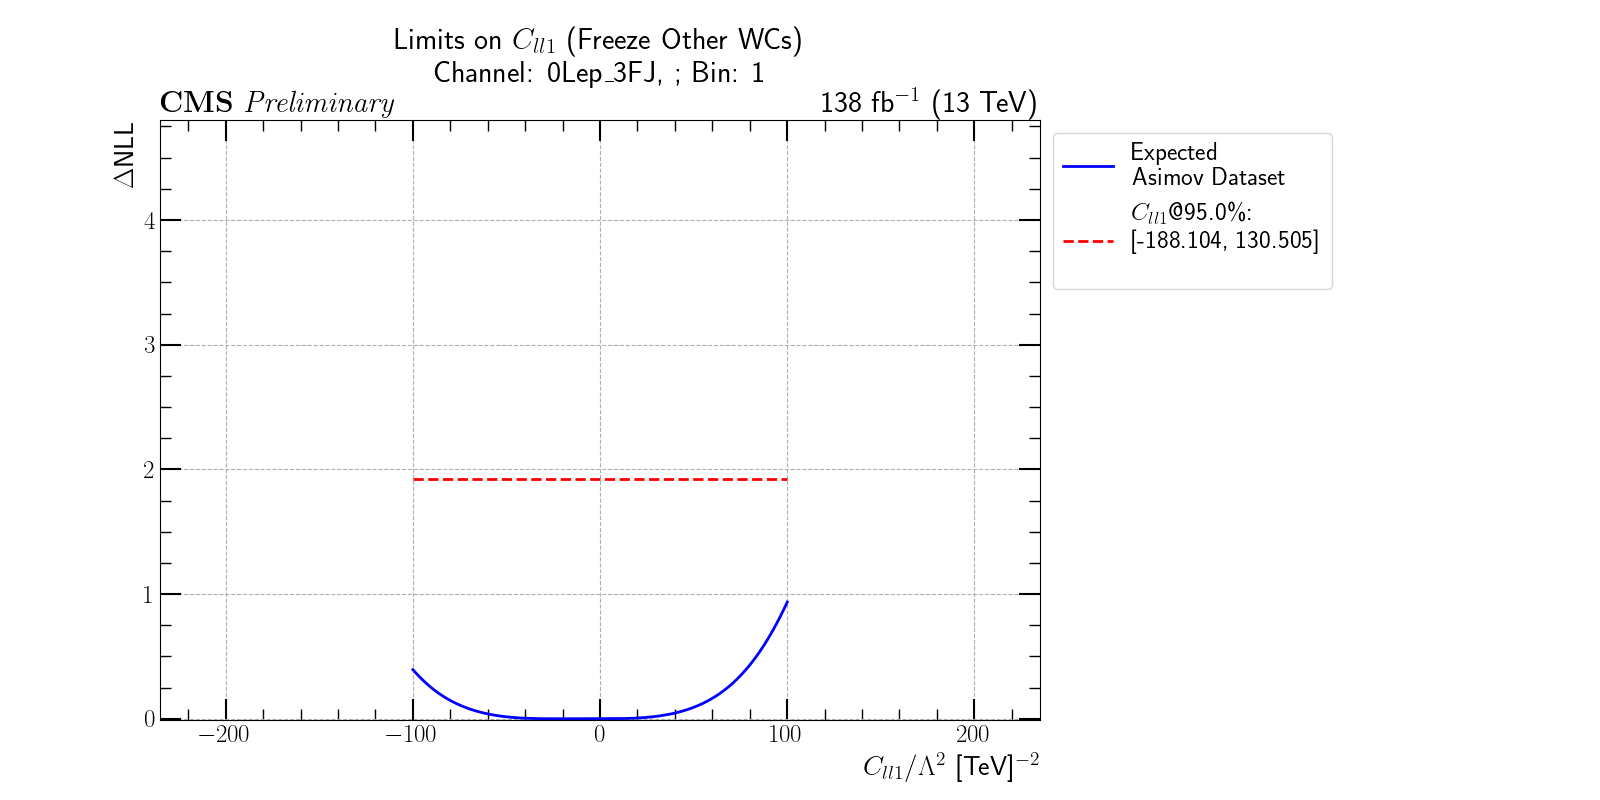 Limits on C_{ll1} (Freeze Other WCs)
Channel: 0Lep_3FJ, ; Bin: 1
CMS Preliminary 138 fb^{-1} (13 TeV)
ΔNLL
4
3
2
1
0
−200 −100 0 100 200
C_{ll1}/Λ^2 [TeV]^{-2}
Expected
Asimov Dataset
C_{ll1}@95.0%:
[-188.104, 130.505]